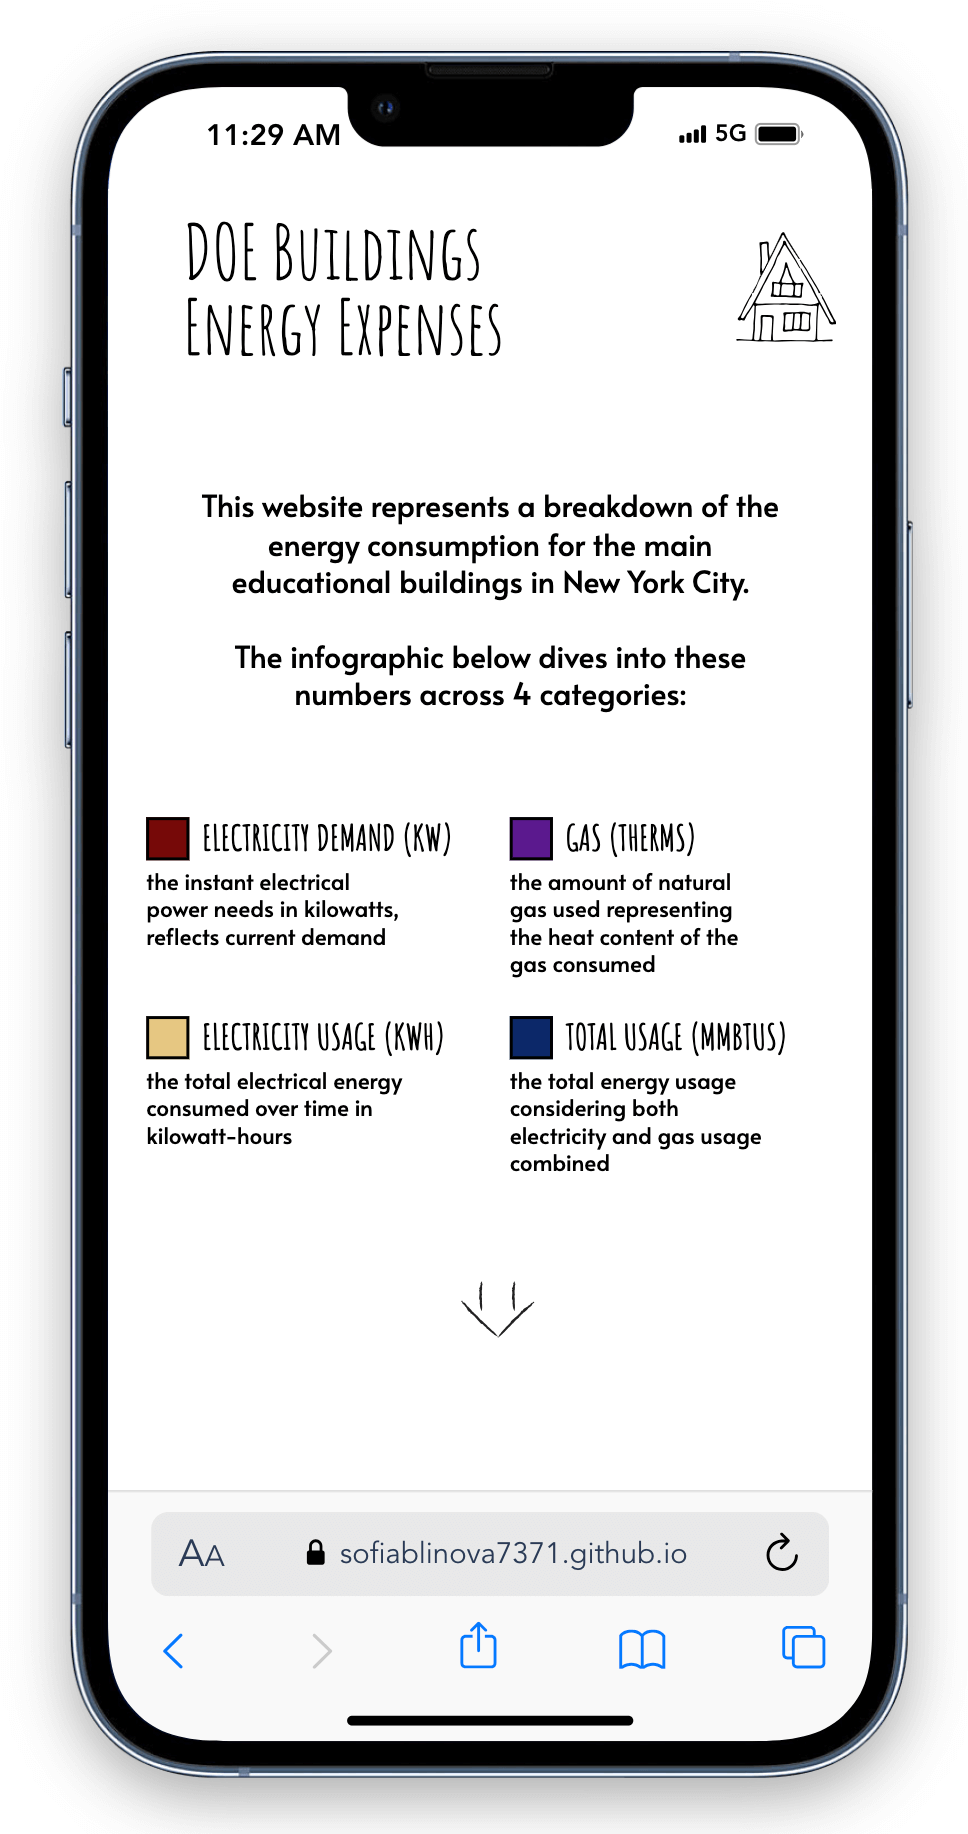 11:29 AM
5G
DOE Buildings
Energy Expenses
This website represents a breakdown of the
energy consumption for the main
educational buildings in New York City.
The infographic below dives into these
numbers across 4 categories:
ELECTRICITY DEMAND (KW)
the instant electrical
power needs in kilowatts,
reflects current demand
GAS (THERMS)
the amount of natural
gas used representing
the heat content of the
gas consumed
ELECTRICITY USAGE (KWH)
the total electrical energy
consumed over time in
kilowatt-hours
TOTAL USAGE (MMBTUS)
the total energy usage
considering both
electricity and gas usage
combined
AA
sofiablinova7371.github.io